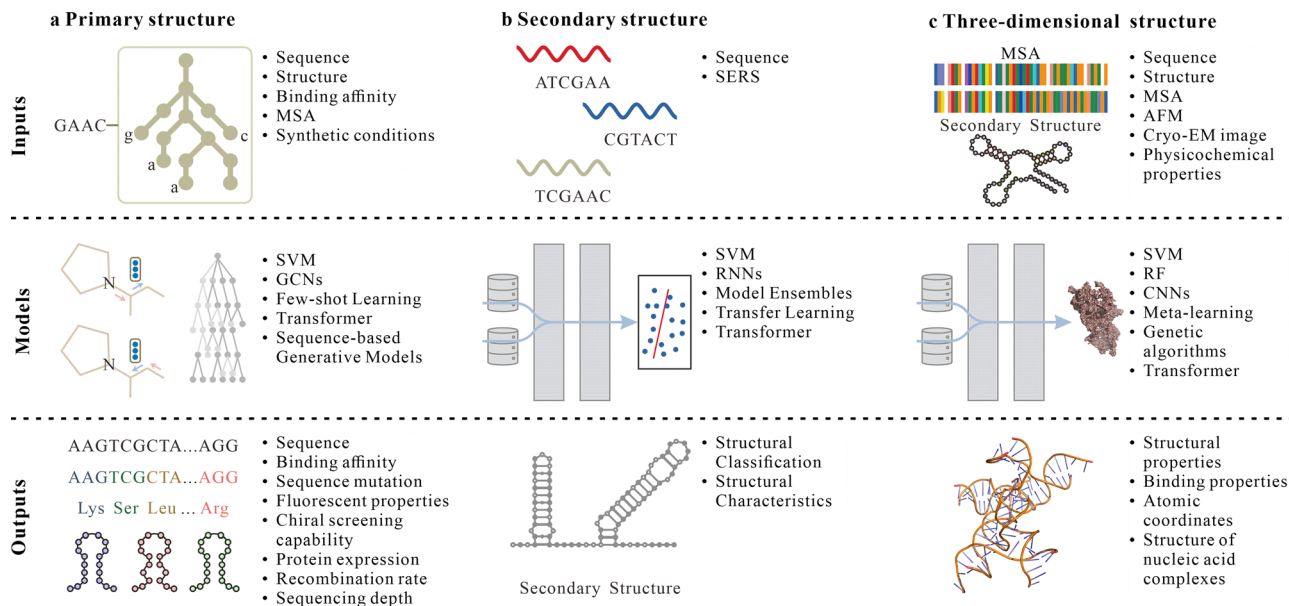 a Primary structure
b Secondary structure
c Three-dimensional structure
Inputs
GAAC
g
c
a
a
• Sequence
• Structure
• Binding affinity
• MSA
• Synthetic conditions
ATCGAA
CGTACT
TCGAAC
• Sequence
• SERS
MSA
Secondary Structure
• Sequence
• Structure
• MSA
• AFM
• Cryo-EM image
• Physicochemical
properties
Models
N
N
• SVM
• GCNs
• Few-shot Learning
• Transformer
• Sequence-based
Generative Models
• SVM
• RNNs
• Model Ensembles
• Transfer Learning
• Transformer
• SVM
• RF
• CNNs
• Meta-learning
• Genetic
algorithms
• Transformer
Outputs
AAGTCGCTA...AGG
AAGTCGCTA...AGG
Lys Ser Leu ... Arg
• Sequence
• Binding affinity
• Sequence mutation
• Fluorescent properties
• Chiral screening
capability
• Protein expression
• Recombination rate
• Sequencing depth
Secondary Structure
• Structural
Classification
• Structural
Characteristics
• Structural
properties
• Binding properties
• Atomic
coordinates
• Structure of
nucleic acid
complexes